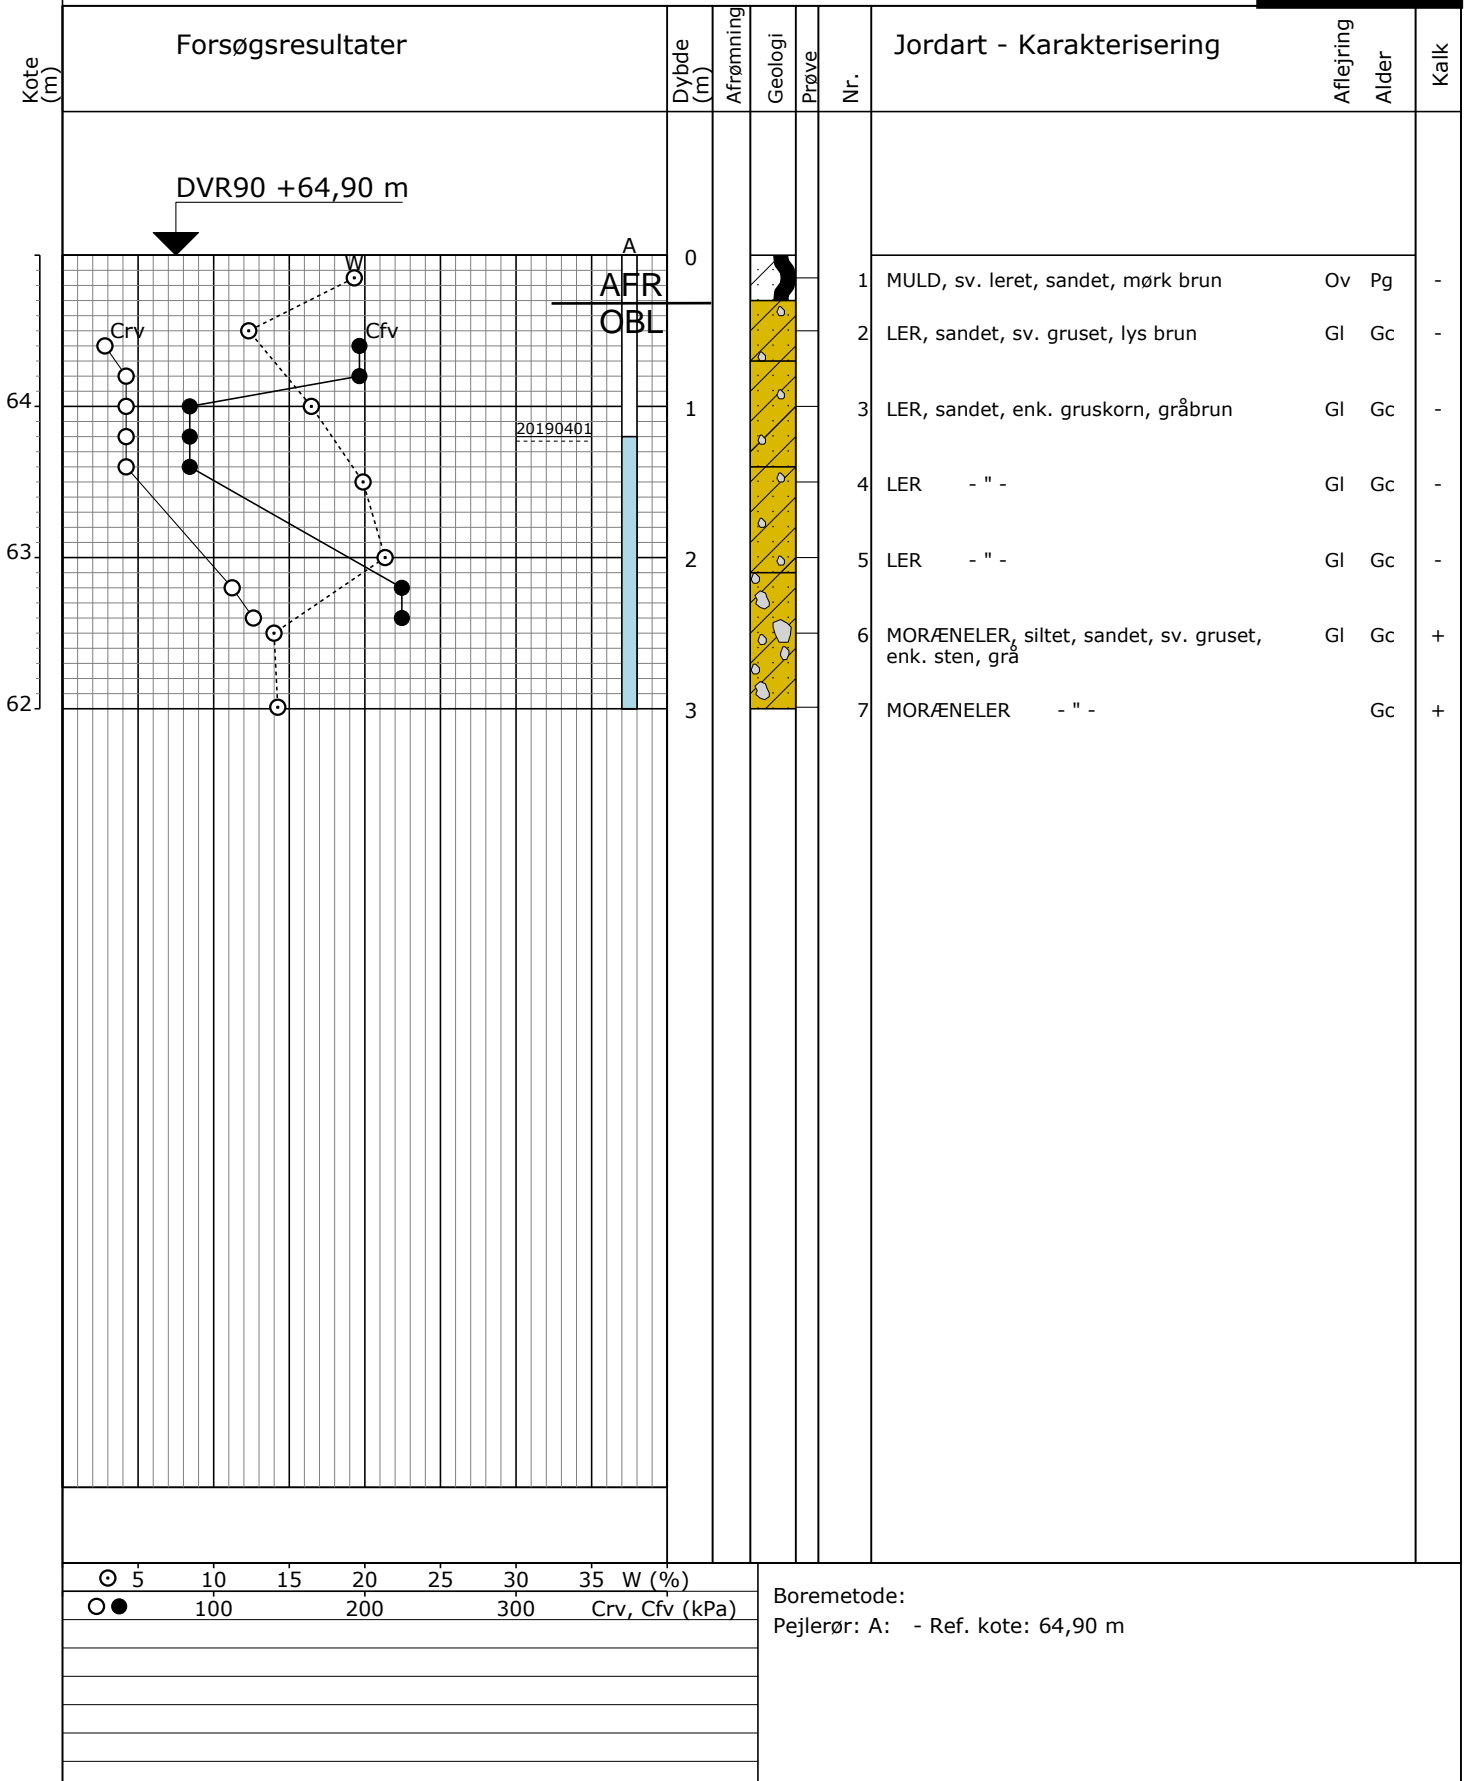 Kote (m)
Forsøgsresultater
Dybde (m)
Afrømning
Geologi
Prøve
Nr.
Jordart - Karakterisering
Aflejring
Alder
Kalk
DVR90 +64,90 m
A
0
W
AFR
OBL
1 MULD, sv. leret, sandet, mørk brun Ov Pg -
Crv
Cfv
2 LER, sandet, sv. gruset, lys brun Gl Gc -
64
1
3 LER, sandet, enk. gruskorn, gråbrun Gl Gc -
20190401
4 LER - " - Gl Gc -
63
2
5 LER - " - Gl Gc -
6 MORÆNELER, siltet, sandet, sv. gruset, Gl Gc +
enk. sten, grå
62
3
7 MORÆNELER - " - Gc +
5 10 15 20 25 30 35 W (%)
100 200 300 Crv, Cfv (kPa)
Boremetode:
Pejlerør: A: - Ref. kote: 64,90 m